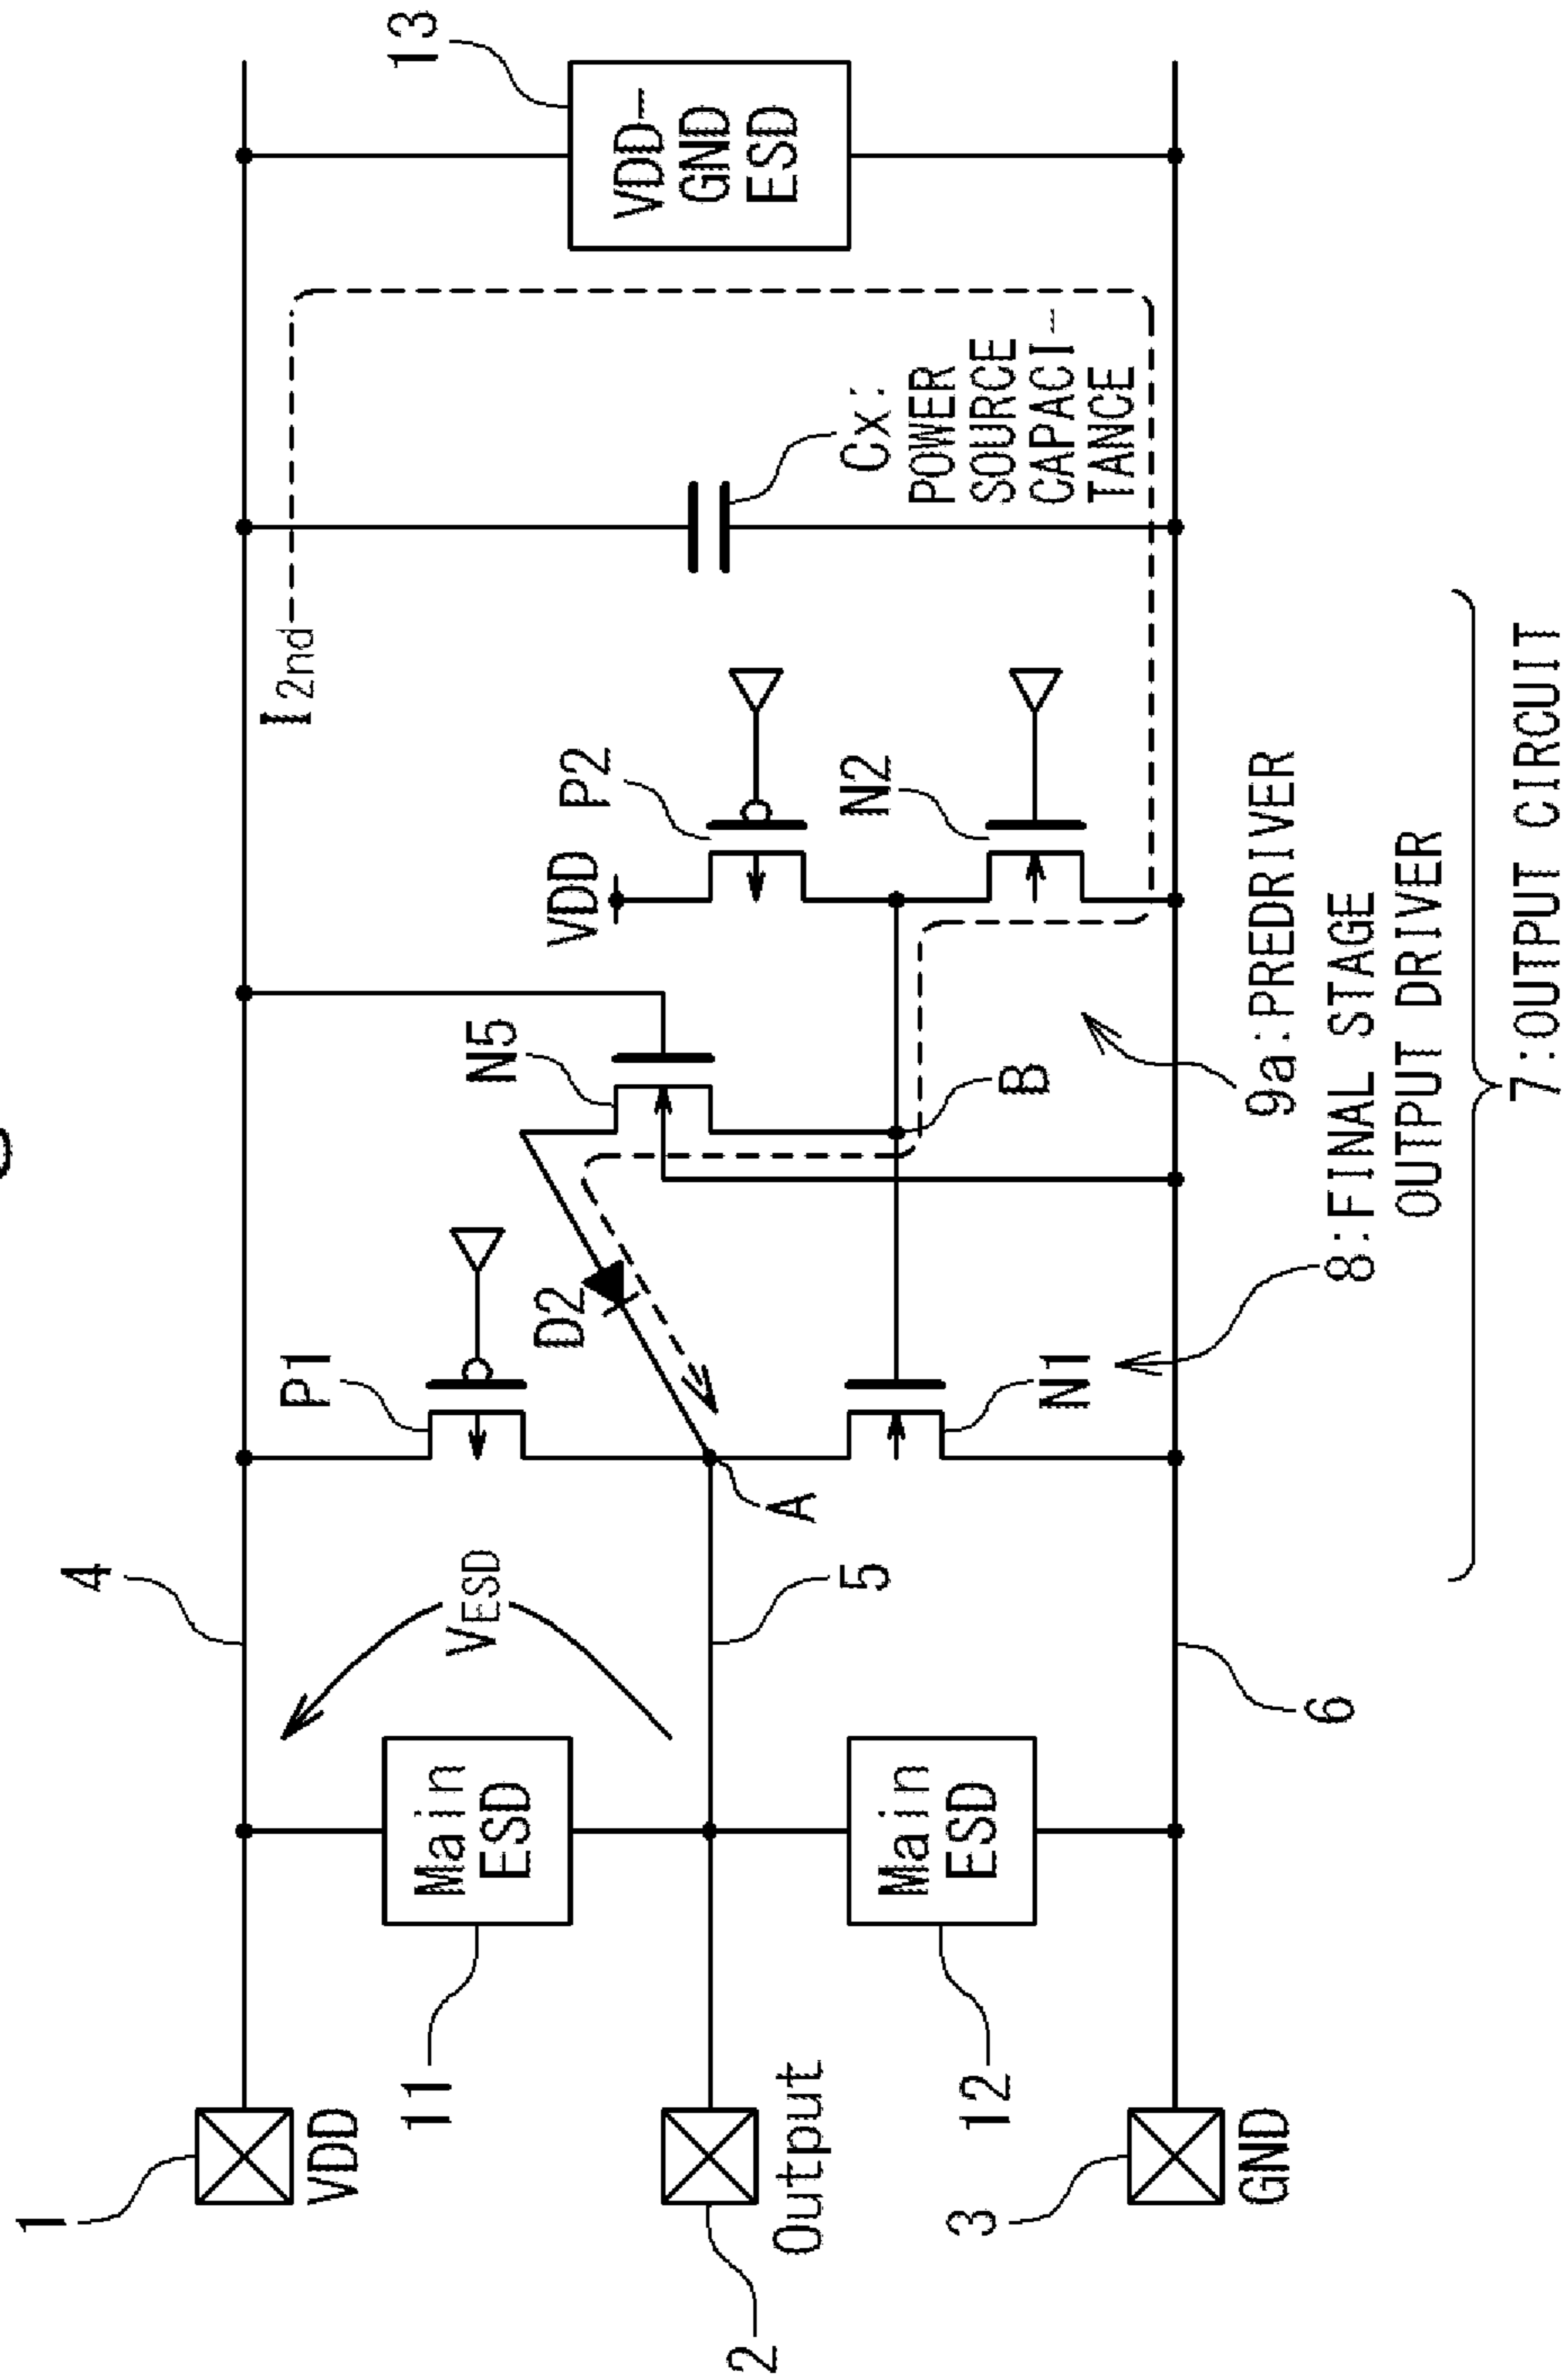 1
VDD
2
Output
3
GND
11
Main
ESD
12
Main
ESD
4
VESD
5
6
A
P1
D2
N1
N5
B
VDD
P2
N2
I2nd
Cx:
POWER
SOURCE
CAPACI-
TANCE
13
VDD-
GND
ESD
9a:PREDRIVER
8:FINAL STAGE
OUTPUT DRIVER
7:OUTPUT CIRCUIT